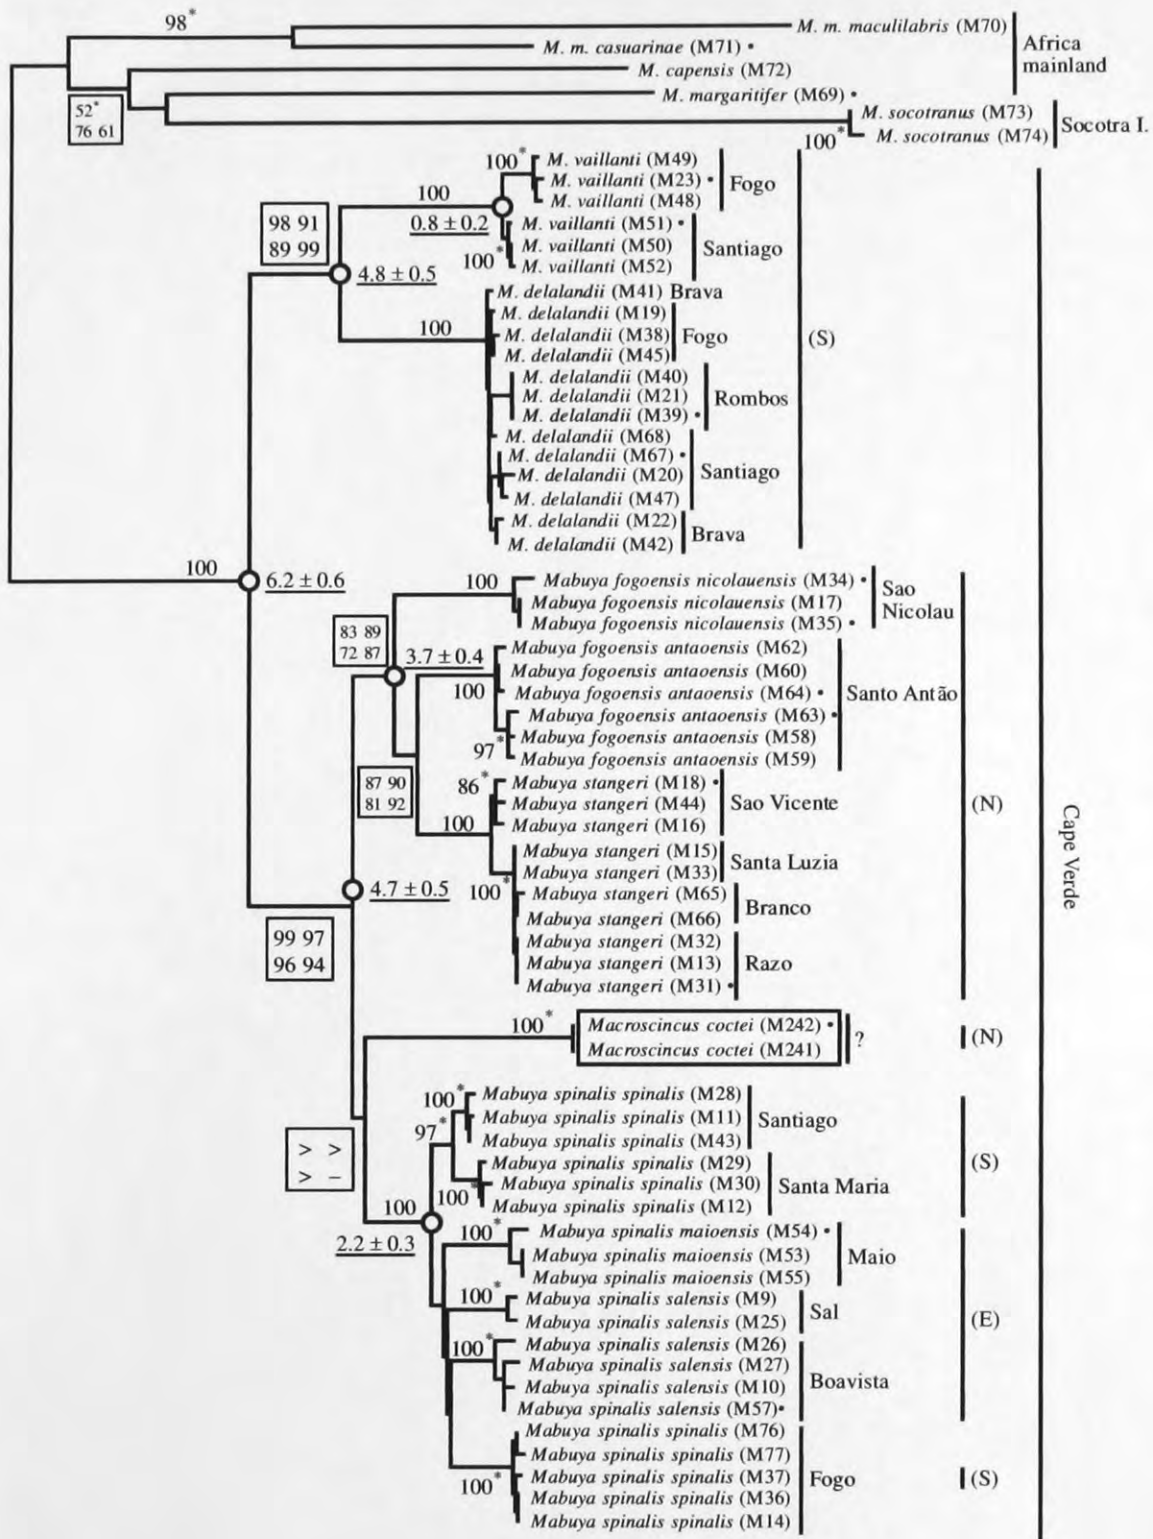 98*
M. m. maculilabris (M70)
M. m. casuarinae (M71) •
M. capensis (M72)
M. margaritifer (M69) •
Africa
mainland
52*
76 61
M. socotranus (M73)
M. socotranus (M74)
100*
Socotra I.
100*
M. vaillanti (M49)
M. vaillanti (M23) •
M. vaillanti (M48)
Fogo
100
0.8 ± 0.2
98 91
89 99
M. vaillanti (M51) •
M. vaillanti (M50)
M. vaillanti (M52)
Santiago
100*
4.8 ± 0.5
M. delalandii (M41) Brava
M. delalandii (M19)
M. delalandii (M38)
M. delalandii (M45)
Fogo
100
(S)
M. delalandii (M40)
M. delalandii (M21)
M. delalandii (M39) •
Rombos
M. delalandii (M68)
M. delalandii (M67) •
M. delalandii (M20)
M. delalandii (M47)
Santiago
M. delalandii (M22)
M. delalandii (M42)
Brava
100
6.2 ± 0.6
100
Mabuya fogoensis nicolauensis (M34) •
Mabuya fogoensis nicolauensis (M17)
Mabuya fogoensis nicolauensis (M35) •
Sao
Nicolau
83 89
72 87
3.7 ± 0.4
Mabuya fogoensis antaoensis (M62)
Mabuya fogoensis antaoensis (M60)
Mabuya fogoensis antaoensis (M64) •
Mabuya fogoensis antaoensis (M63) •
Mabuya fogoensis antaoensis (M58)
Mabuya fogoensis antaoensis (M59)
Santo Antão
100
97*
87 90
81 92
86*
Mabuya stangeri (M18) •
Mabuya stangeri (M44)
Mabuya stangeri (M16)
Sao Vicente
(N)
100
Mabuya stangeri (M15)
Mabuya stangeri (M33)
Santa Luzia
4.7 ± 0.5
100*
Mabuya stangeri (M65)
Mabuya stangeri (M66)
Branco
Mabuya stangeri (M32)
Mabuya stangeri (M13)
Mabuya stangeri (M31) •
Razo
99 97
96 94
Cape Verde
100*
Macroscincus coctei (M242) •
Macroscincus coctei (M241)
?
(N)
100*
Mabuya spinalis spinalis (M28)
Mabuya spinalis spinalis (M11)
Mabuya spinalis spinalis (M43)
Santiago
97*
> >
> –
Mabuya spinalis spinalis (M29)
Mabuya spinalis spinalis (M30)
Mabuya spinalis spinalis (M12)
Santa Maria
(S)
100*
100
2.2 ± 0.3
100*
Mabuya spinalis maioensis (M54) •
Mabuya spinalis maioensis (M53)
Mabuya spinalis maioensis (M55)
Maio
100*
Mabuya spinalis salensis (M9)
Mabuya spinalis salensis (M25)
Sal
(E)
100*
Mabuya spinalis salensis (M26)
Mabuya spinalis salensis (M27)
Mabuya spinalis salensis (M10)
Mabuya spinalis salensis (M57)•
Boavista
Mabuya spinalis spinalis (M76)
Mabuya spinalis spinalis (M77)
Mabuya spinalis spinalis (M37)
Mabuya spinalis spinalis (M36)
Mabuya spinalis spinalis (M14)
100*
Fogo
(S)